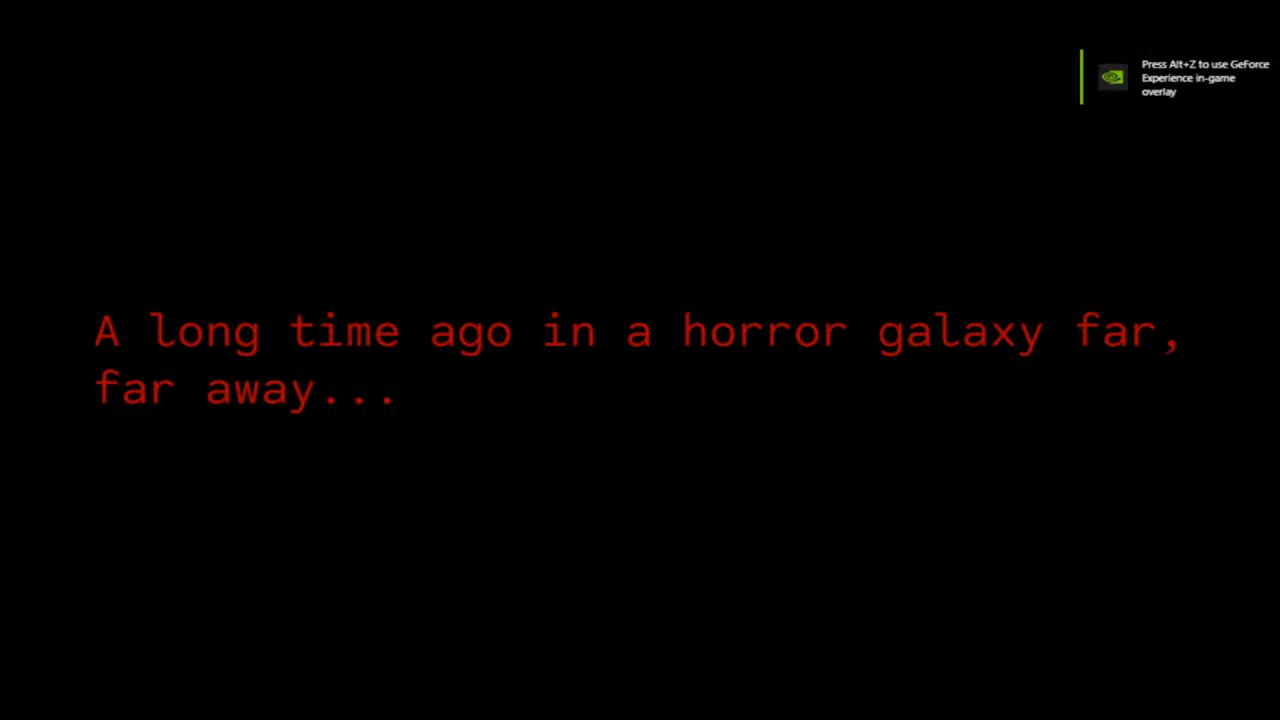 Press Alt+Z to use GeForce
Experience in-game
overlay
A long time ago in a horror galaxy far,
far away...